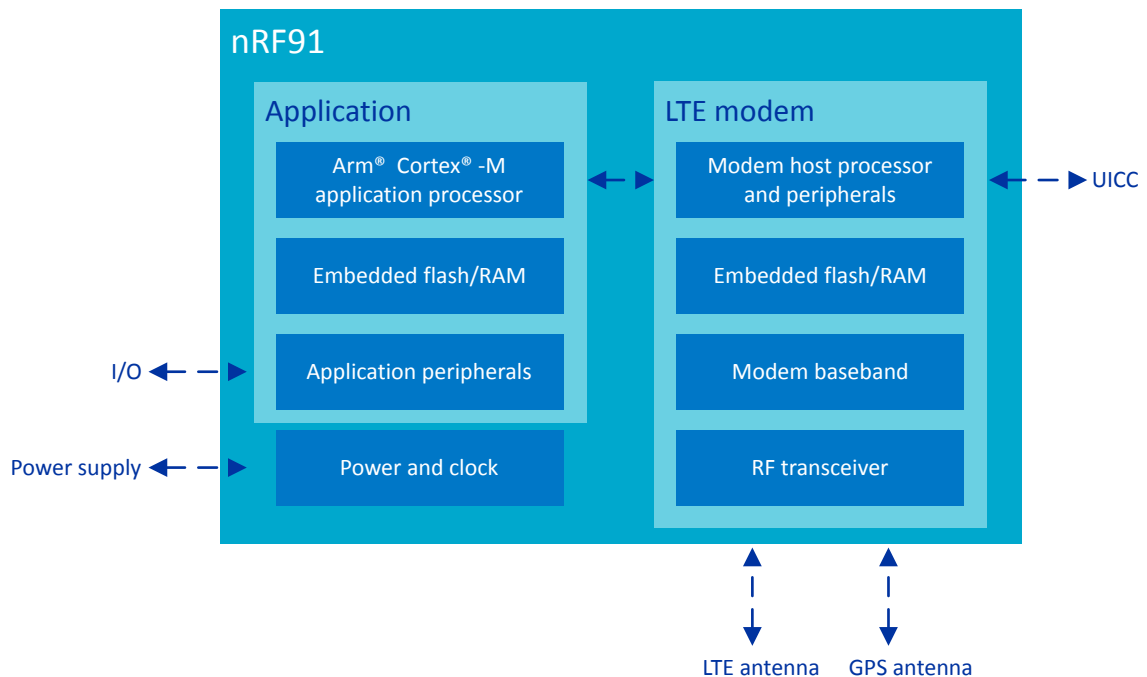 nRF91
Application
Arm® Cortex® -M
application processor
Embedded flash/RAM
Application peripherals
Power and clock
LTE modem
Modem host processor
and peripherals
Embedded flash/RAM
Modem baseband
RF transceiver
UICC
I/O
Power supply
LTE antenna
GPS antenna